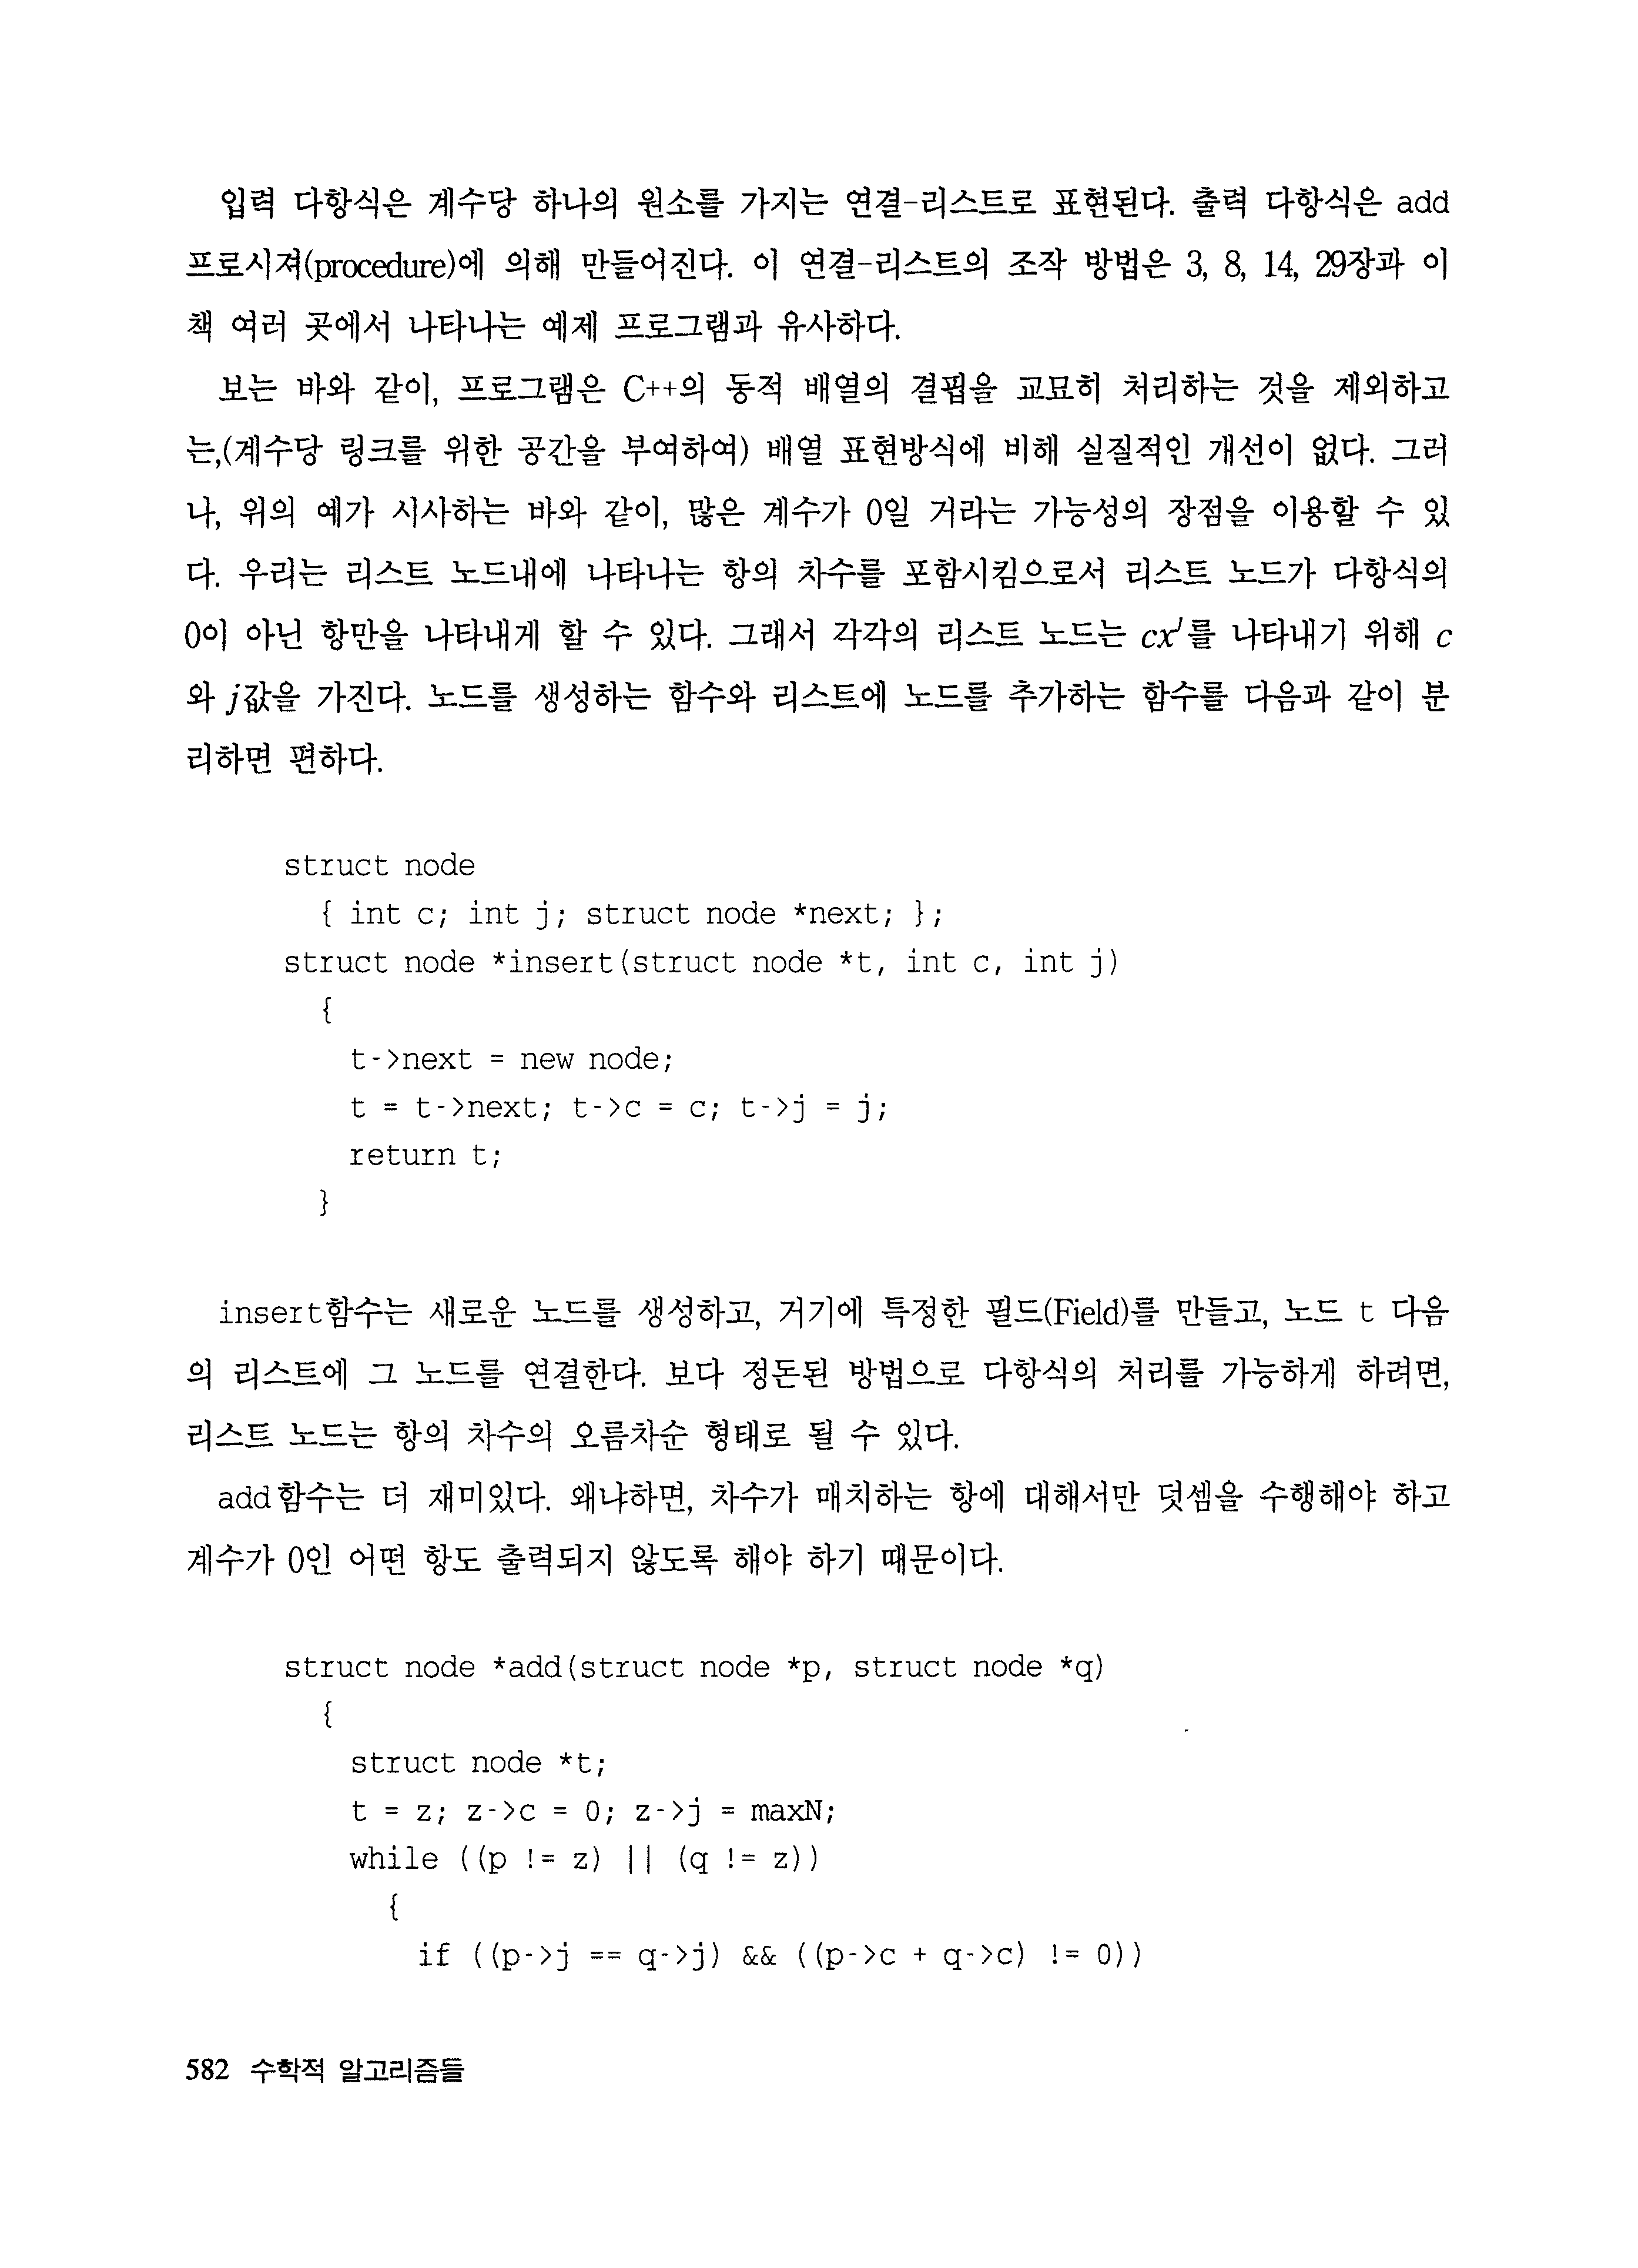 입력 다항식은 계수당 하나의 원소를 가지는 연결-리스트로 표현된다. 출력 다항식은 add
프로시져(procedure)에 의해 만들어진다. 이 연결-리스트의 조작 방법은 3, 8, 14, 29장과 이
책 여러 곳에서 나타나는 예제 프로그램과 유사하다.
보는 바와 같이, 프로그램은 C++의 동적 배열의 결핍을 교묘히 처리하는 것을 제외하고
는,(계수당 링크를 위한 공간을 부여하여) 배열 표현방식에 비해 실질적인 개선이 없다. 그러
나, 위의 예가 시사하는 바와 같이, 많은 계수가 0일 거라는 가능성의 장점을 이용할 수 있
다. 우리는 리스트 노드내에 나타나는 항의 차수를 포함시킴으로서 리스트 노드가 다항식의
0이 아닌 항만을 나타내게 할 수 있다. 그래서 각각의 리스트 노드는 cx^j를 나타내기 위해 c
와 j값을 가진다. 노드를 생성하는 함수와 리스트에 노드를 추가하는 함수를 다음과 같이 분
리하면 편하다.
struct node
{ int c; int j; struct node *next; };
struct node *insert(struct node *t, int c, int j)
{
t->next = new node;
t = t->next; t->c = c; t->j = j;
return t;
}
insert함수는 새로운 노드를 생성하고, 거기에 특정한 필드(Field)를 만들고, 노드 t 다음
의 리스트에 그 노드를 연결한다. 보다 정돈된 방법으로 다항식의 처리를 가능하게 하려면,
리스트 노드는 항의 차수의 오름차순 형태로 될 수 있다.
add함수는 더 재미있다. 왜냐하면, 차수가 매치하는 항에 대해서만 덧셈을 수행해야 하고
계수가 0인 어떤 항도 출력되지 않도록 해야 하기 때문이다.
struct node *add(struct node *p, struct node *q)
{
struct node *t;
t = z; z->c = 0; z->j = maxN;
while ((p != z) || (q != z))
{
if ((p->j == q->j) && ((p->c + q->c) != 0))
582 수학적 알고리즘들